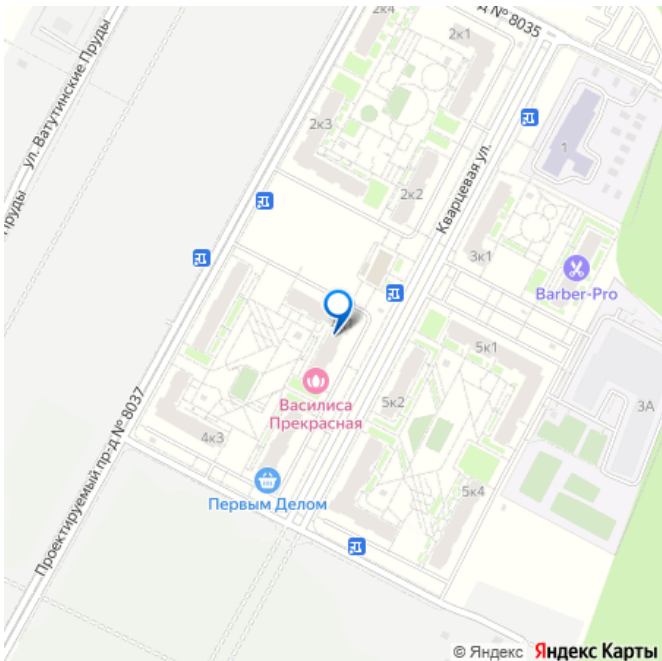 2к4
д № 8035
2к1
ул. Ватутинские Пруды
2к3
1
Пруды
2к2
Кварцевая ул.
3к1
Barber-Pro
5к1
3А
5к2
Василиса
Прекрасная
4к3
Первым Делом
5к4
Проектируемый пр-д № 8037
© Яндекс Яндекс Карты